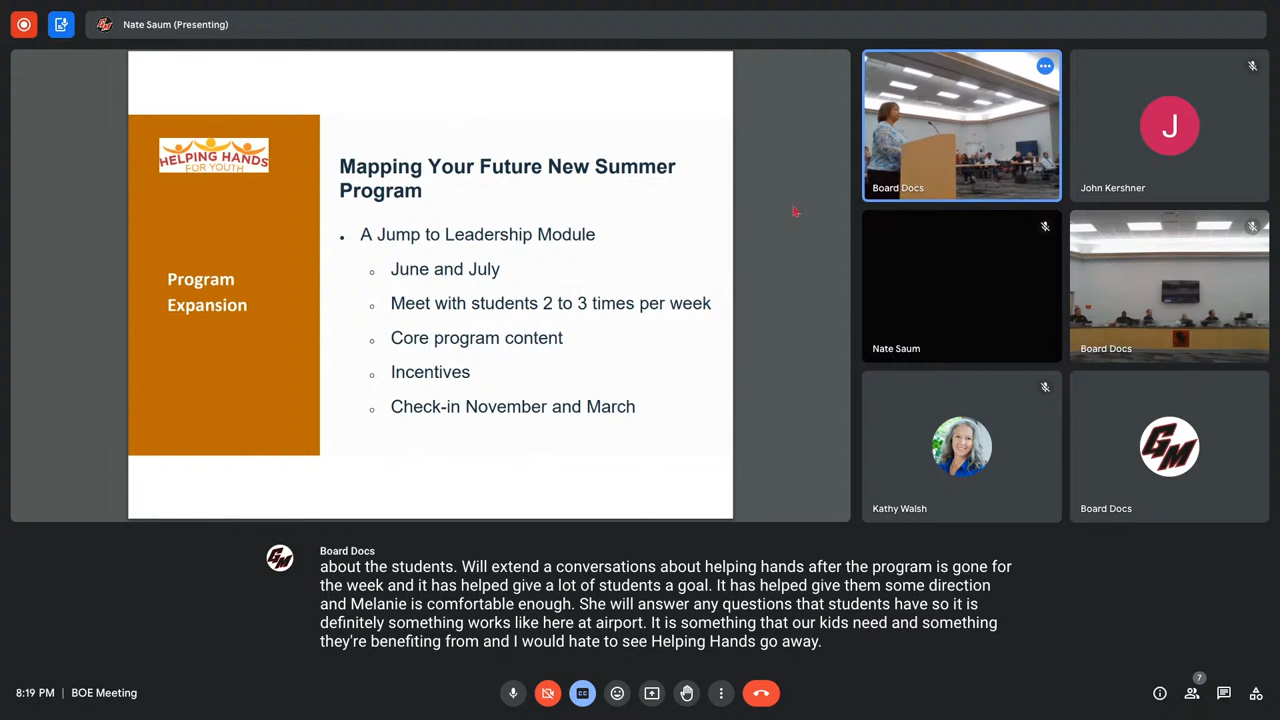 Nate Saum (Presenting)
HELPING HANDS
FOR YOUTH
Program
Expansion
Mapping Your Future New Summer
Program
• A Jump to Leadership Module
○ June and July
○ Meet with students 2 to 3 times per week
○ Core program content
○ Incentives
○ Check-in November and March
Board Docs
J
John Kershner
Nate Saum
Board Docs
Kathy Walsh
GM
Board Docs
Board Docs
about the students. Will extend a conversations about helping hands after the program is gone for
the week and it has helped give a lot of students a goal. It has helped give them some direction
and Melanie is comfortable enough. She will answer any questions that students have so it is
definitely something works like here at airport. It is something that our kids need and something
they're benefiting from and I would hate to see Helping Hands go away.
8:19 PM | BOE Meeting
CC
7